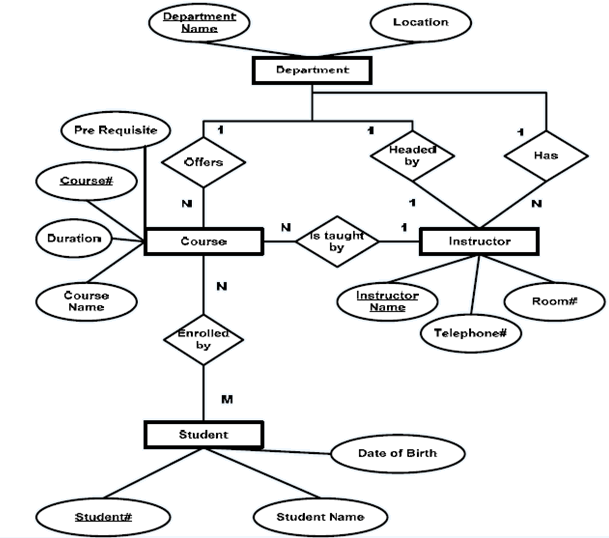 Department
Name
Location
Department
Pre Requisite
1
1
1
Offers
Headed
by
Has
Course#
N
1
N
Duration
Course
N
Is taught
by
1
Instructor
Course
Name
N
Instructor
Name
Room#
Telephone#
Enrolled
by
M
Student
Date of Birth
Student#
Student Name